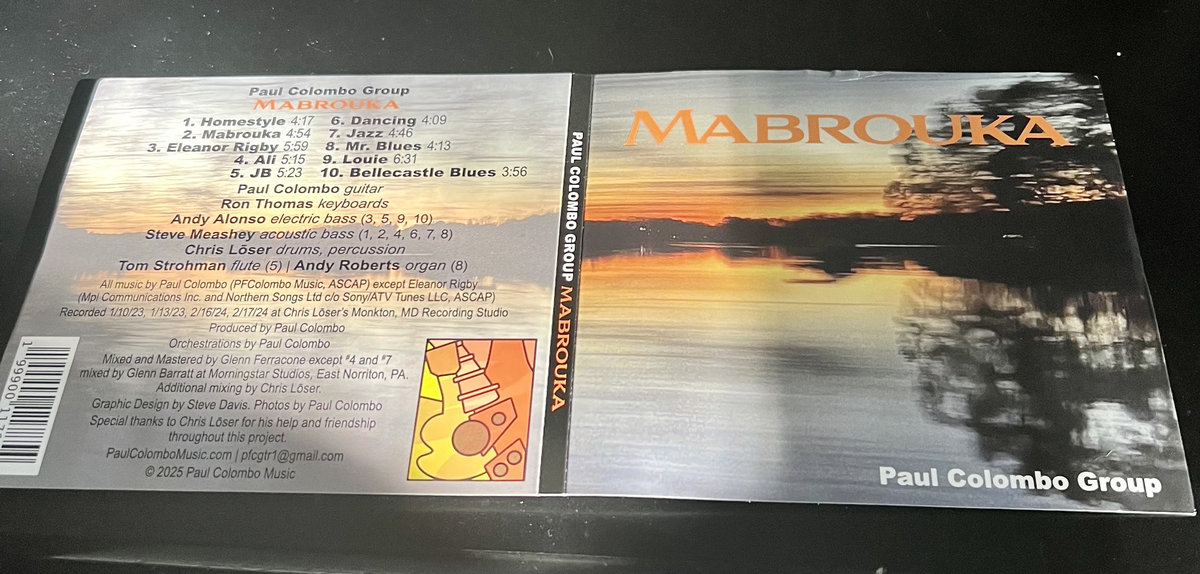 Paul Colombo Group
MABROUKA
1. Homestyle 4:17 6. Dancing 4:09
2. Mabrouka 4:54 7. Jazz 4:46
3. Eleanor Rigby 5:59 8. Mr. Blues 4:13
4. Ali 5:15 9. Louie 6:31
5. JB 5:23 10. Bellecastle Blues 3:56
Paul Colombo guitar
Ron Thomas keyboards
Andy Alonso electric bass (3, 5, 9, 10)
Steve Meashey acoustic bass (1, 2, 4, 6, 7, 8)
Chris Löser drums, percussion
Tom Strohman flute (5) | Andy Roberts organ (8)
All music by Paul Colombo (PFColombo Music, ASCAP) except Eleanor Rigby
(Mpl Communications Inc. and Northern Songs Ltd c/o Sony/ATV Tunes LLC, ASCAP)
Recorded 1/10/23, 1/13/23, 2/16/24, 2/17/24 at Chris Löser's Monkton, MD Recording Studio
Produced by Paul Colombo
Orchestrations by Paul Colombo
Mixed and Mastered by Glenn Ferracone except #4 and #7
mixed by Glenn Barratt at Morningstar Studios, East Norriton, PA.
Additional mixing by Chris Löser.
Graphic Design by Steve Davis. Photos by Paul Colombo
Special thanks to Chris Löser for his help and friendship
throughout this project.
PaulColomboMusic.com | pfcgtr1@gmail.com
© 2025 Paul Colombo Music
PAUL COLOMBO GROUP MABROUKA
MABROUKA
Paul Colombo Group